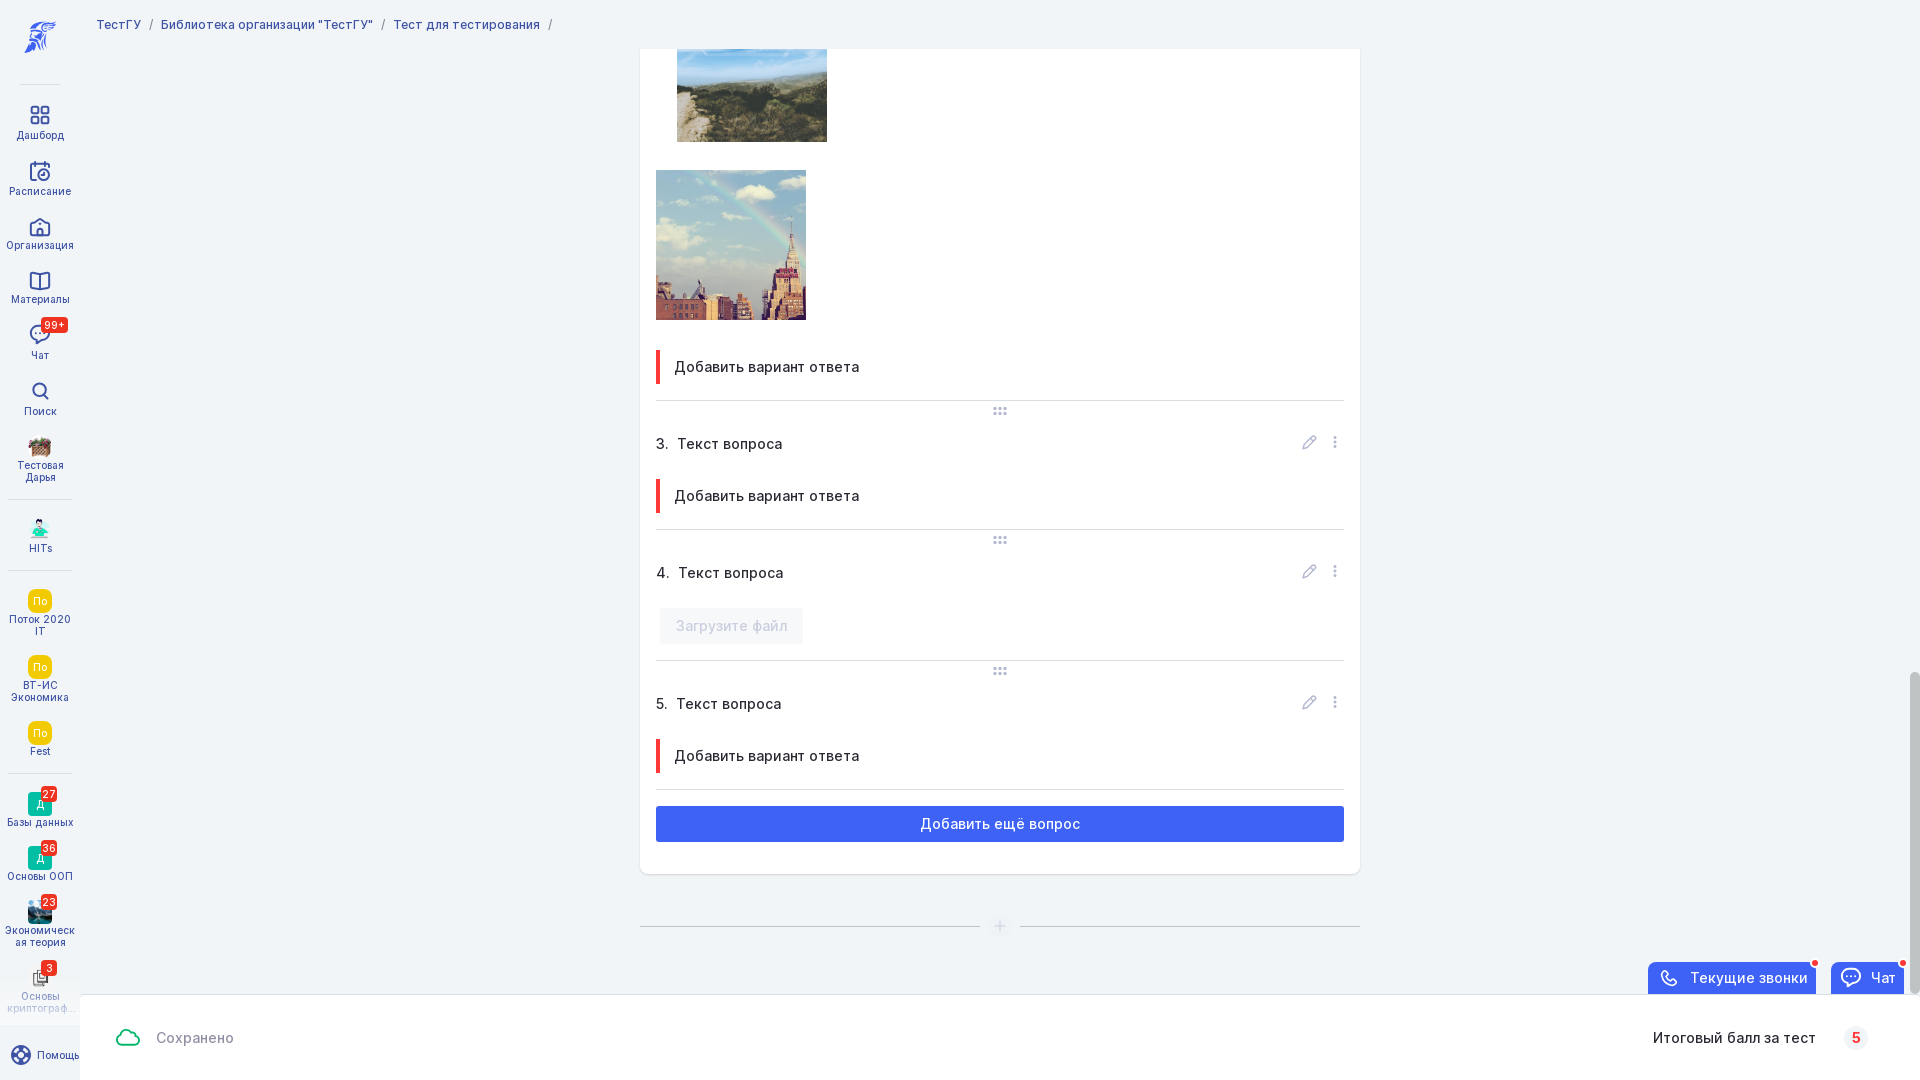 ТестГУ / Библиотека организации "ТестГУ" / Тест для тестирования /
Дашборд
Расписание
Организация
Материалы
99+
Чат
Поиск
Тестовая
Дарья
HITs
По
Поток 2020
IT
По
ВТ-ИС
Экономика
По
Fest
27
Д
Базы данных
36
Д
Основы ООП
23
Экономическ
ая теория
3
Основы
криптограф...
Помощь
Добавить вариант ответа
3. Текст вопроса
Добавить вариант ответа
4. Текст вопроса
Загрузите файл
5. Текст вопроса
Добавить вариант ответа
Добавить ещё вопрос
Текущие звонки
Чат
Сохранено
Итоговый балл за тест 5